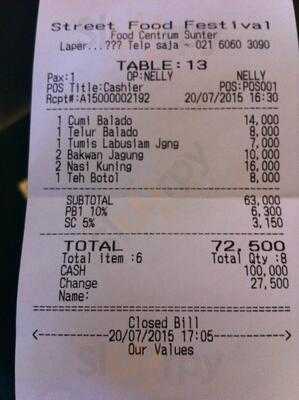 Street Food Festival
Food Centrum Sunter
Laper...??? Telp saja ~ 021 6060 3090
TABLE: 13
Pax:1 OP:NELLY NELLY
POS Title:Cashier POS:POS001
Rcpt#:A15000002192 20/07/2015 16:30
1 Cumi Balado 14,000
1 Telur Balado 8,000
1 Tumis Labusiam Jgng 7,000
2 Bakwan Jagung 10,000
2 Nasi Kuning 16,000
1 Teh Botol 8,000
SUBTOTAL 63,000
PB1 10% 6,300
SC 5% 3,150
TOTAL 72,500
Total Item :6 Total Qty :8
CASH 100,000
Change 27,500
Name:
Closed Bill
<-----------20/07/2015 17:05----------->
Our Values